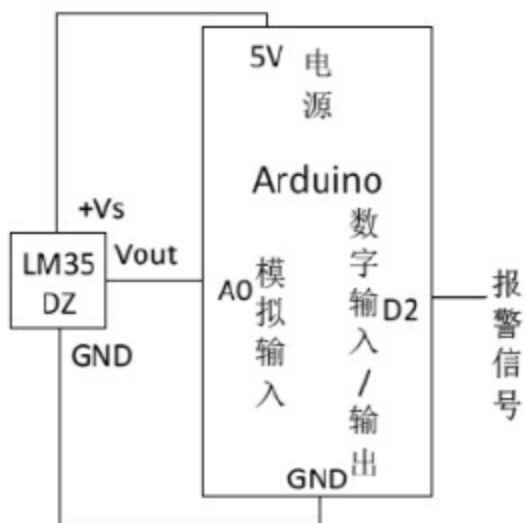 5V
电源
Arduino
+Vs
LM35
DZ
Vout
GND
A0
模拟输入
数字输入/输出
D2
报警信号
GND